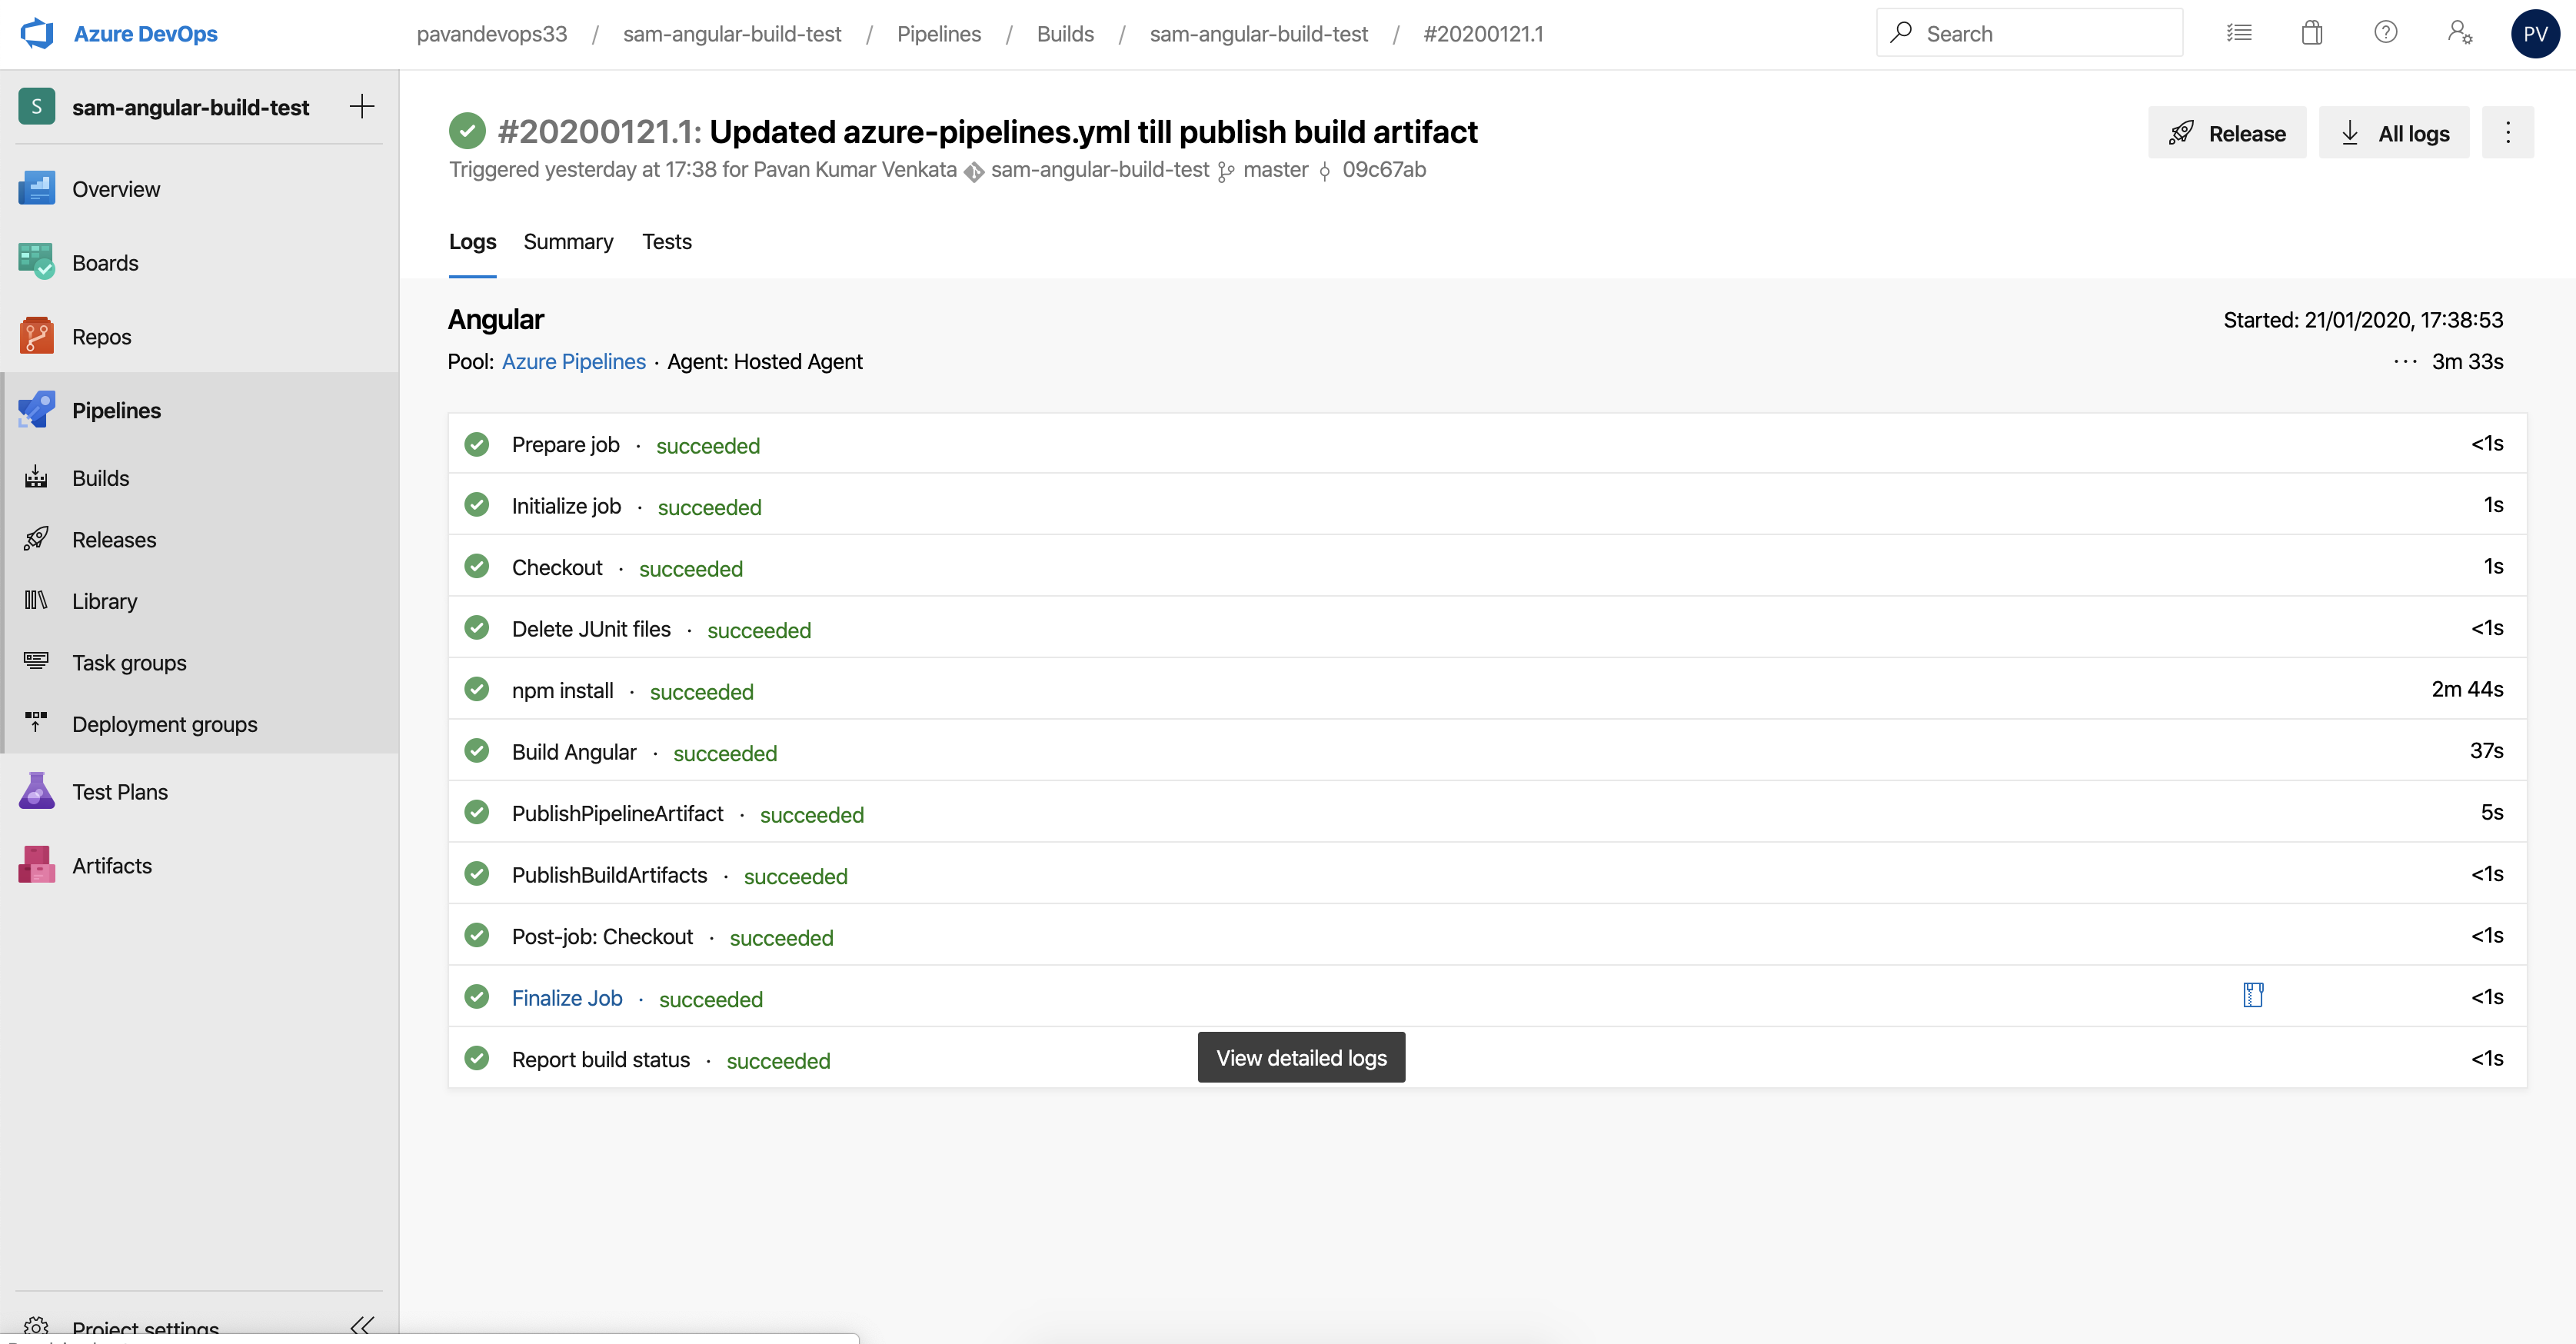 Azure DevOps
pavandevops33 / sam-angular-build-test / Pipelines / Builds / sam-angular-build-test / #20200121.1
Search
PV
S sam-angular-build-test
Overview
Boards
Repos
Pipelines
Builds
Releases
Library
Task groups
Deployment groups
Test Plans
Artifacts
Project settings
#20200121.1: Updated azure-pipelines.yml till publish build artifact
Triggered yesterday at 17:38 for Pavan Kumar Venkata sam-angular-build-test master 09c67ab
Release
All logs
Logs Summary Tests
Angular
Started: 21/01/2020, 17:38:53
Pool: Azure Pipelines · Agent: Hosted Agent
··· 3m 33s
Prepare job · succeeded <1s
Initialize job · succeeded 1s
Checkout · succeeded 1s
Delete JUnit files · succeeded <1s
npm install · succeeded 2m 44s
Build Angular · succeeded 37s
PublishPipelineArtifact · succeeded 5s
PublishBuildArtifacts · succeeded <1s
Post-job: Checkout · succeeded <1s
Finalize Job · succeeded <1s
Report build status · succeeded <1s
View detailed logs